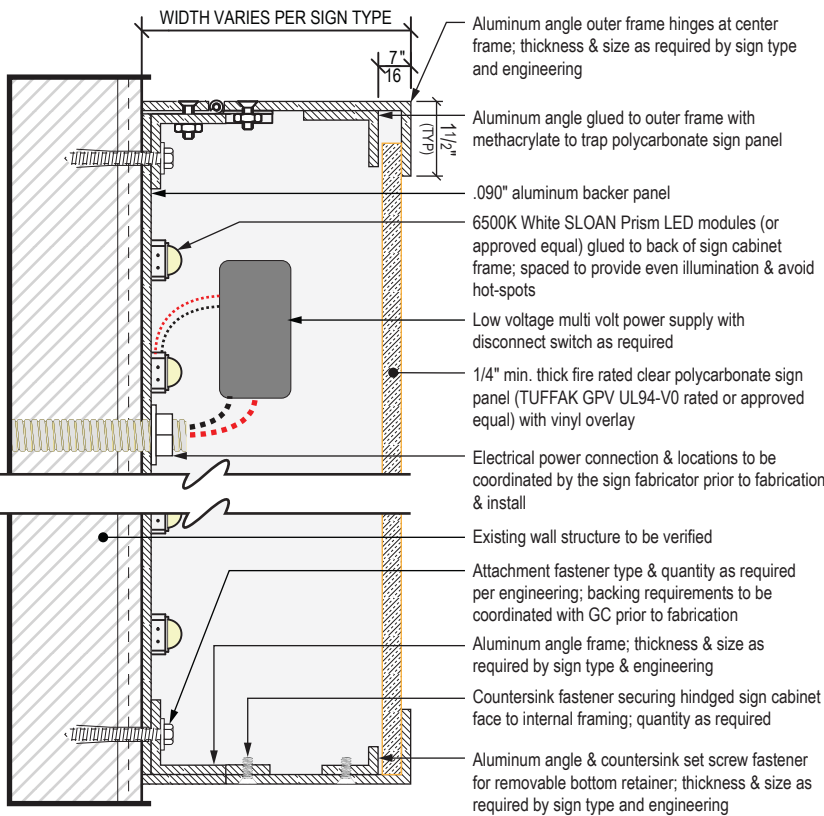 WIDTH VARIES PER SIGN TYPE
7"
16
1 1/2"
(TYP)
Aluminum angle outer frame hinges at center
frame; thickness & size as required by sign type
and engineering
Aluminum angle glued to outer frame with
methacrylate to trap polycarbonate sign panel
.090" aluminum backer panel
6500K White SLOAN Prism LED modules (or
approved equal) glued to back of sign cabinet
frame; spaced to provide even illumination & avoid
hot-spots
Low voltage multi volt power supply with
disconnect switch as required
1/4" min. thick fire rated clear polycarbonate sign
panel (TUFFAK GPV UL94-V0 rated or approved
equal) with vinyl overlay
Electrical power connection & locations to be
coordinated by the sign fabricator prior to fabrication
& install
Existing wall structure to be verified
Attachment fastener type & quantity as required
per engineering; backing requirements to be
coordinated with GC prior to fabrication
Aluminum angle frame; thickness & size as
required by sign type & engineering
Countersink fastener securing hindged sign cabinet
face to internal framing; quantity as required
Aluminum angle & countersink set screw fastener
for removable bottom retainer; thickness & size as
required by sign type and engineering